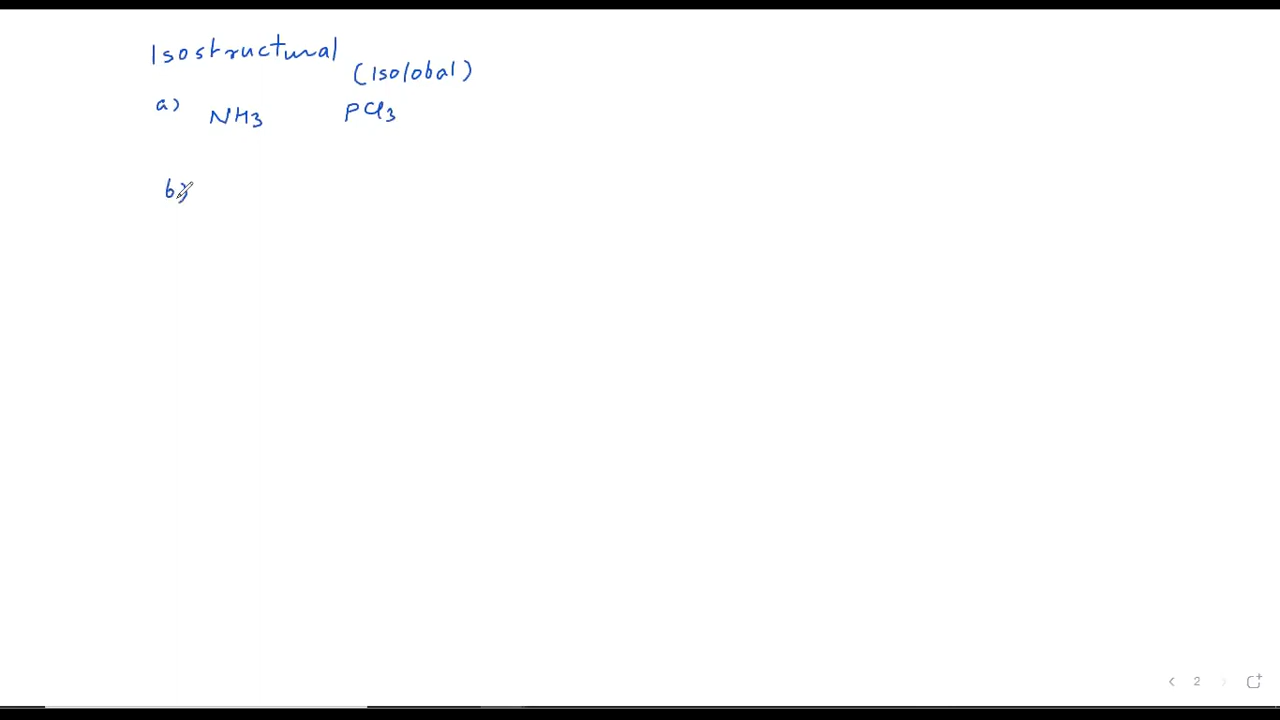 Isostructural
(Isolobal)
a) NH3 PCl3
b)
< 2 >